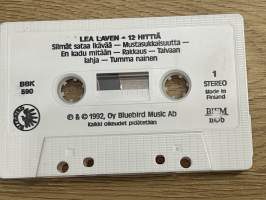 LEA LAVEN • 12 HITTIÄ
Silmät sataa ikävää — Mustasukkaisuutta —
En kadu mitään — Rakkaus — Taivaan
lahja — Tumma nainen
BBK
590
1
STEREO
Made in
Finland
℗ & © 1992, Oy Bluebird Music Ab
Kaikki oikeudet pidätetään